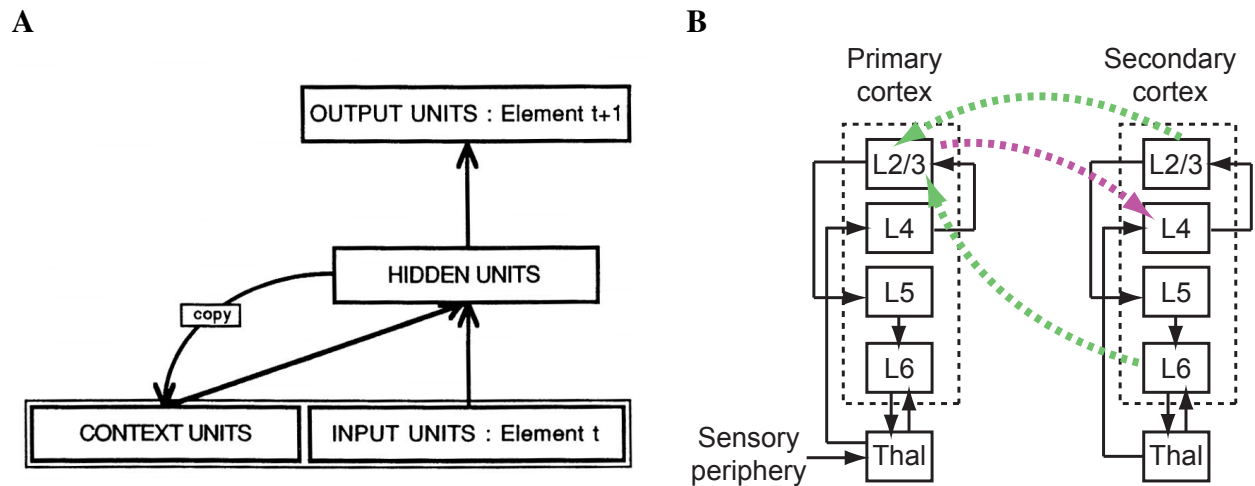 A
OUTPUT UNITS : Element t+1
HIDDEN UNITS
copy
CONTEXT UNITS
INPUT UNITS : Element t
B
Primary
cortex
Secondary
cortex
L2/3
L4
L5
L6
Thal
Sensory
periphery
L2/3
L4
L5
L6
Thal